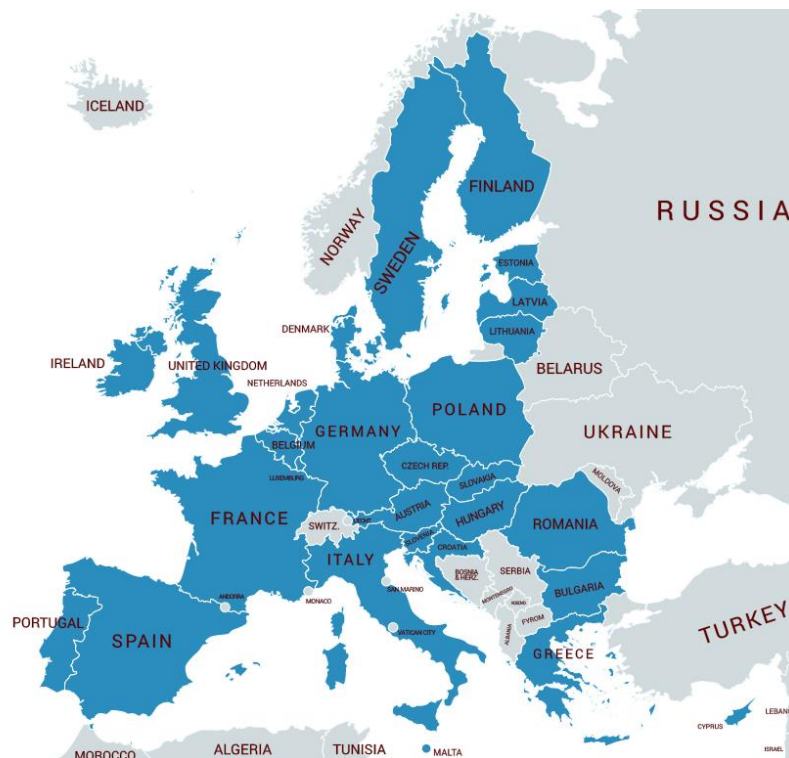 ICELAND
FINLAND
RUSSIA
NORWAY
SWEDEN
ESTONIA
LATVIA
DENMARK
LITHUANIA
IRELAND
UNITED KINGDOM
BELARUS
NETHERLANDS
POLAND
GERMANY
UKRAINE
BELGIUM
CZECH REP.
LUXEMBURG
SLOVAKIA
MOLDOVA
FRANCE
SWITZ.
AUSTRIA
HUNGARY
ROMANIA
SLOVENIA
CROATIA
ITALY
BOSNIA
& HERZ.
SERBIA
SAN MARINO
BULGARIA
ANDORRA
MONACO
MONTENEGRO
FYROM
PORTUGAL
SPAIN
VATICAN CITY
ALBANIA
TURKEY
GREECE
CYPRUS
LEBAN
MOROCCO
ALGERIA
TUNISIA
MALTA
ISRAEL